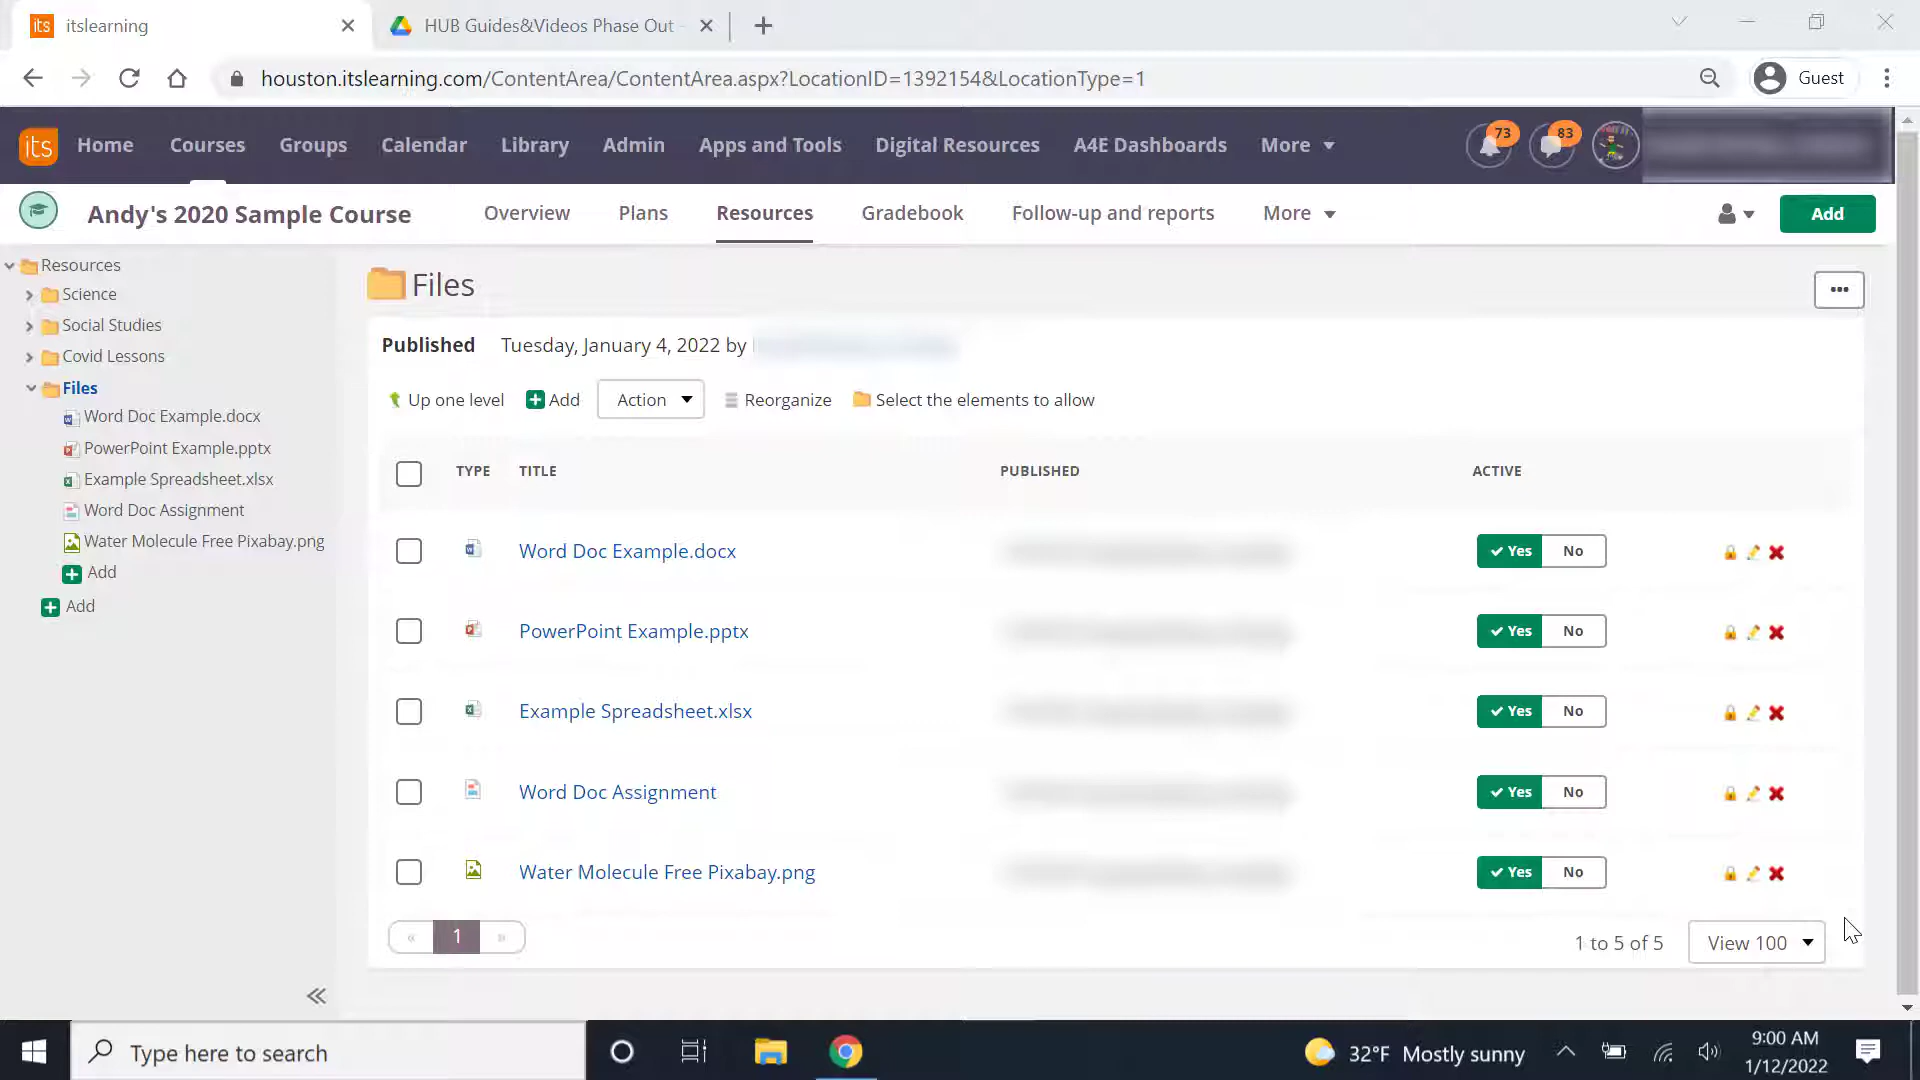 itslearning
HUB Guides&Videos Phase Out -
houston.itslearning.com/ContentArea/ContentArea.aspx?LocationID=1392154&LocationType=1
Guest
its Home Courses Groups Calendar Library Admin Apps and Tools Digital Resources A4E Dashboards More 73 83
Andy's 2020 Sample Course Overview Plans Resources Gradebook Follow-up and reports More Add
Resources
Science
Social Studies
Covid Lessons
Files
Word Doc Example.docx
PowerPoint Example.pptx
Example Spreadsheet.xlsx
Word Doc Assignment
Water Molecule Free Pixabay.png
Add
Add
Files
Published Tuesday, January 4, 2022 by
Up one level Add Action Reorganize Select the elements to allow
TYPE TITLE PUBLISHED ACTIVE
Word Doc Example.docx Yes No
PowerPoint Example.pptx Yes No
Example Spreadsheet.xlsx Yes No
Word Doc Assignment Yes No
Water Molecule Free Pixabay.png Yes No
« 1 » 1 to 5 of 5 View 100
Type here to search
32°F Mostly sunny
9:00 AM
1/12/2022